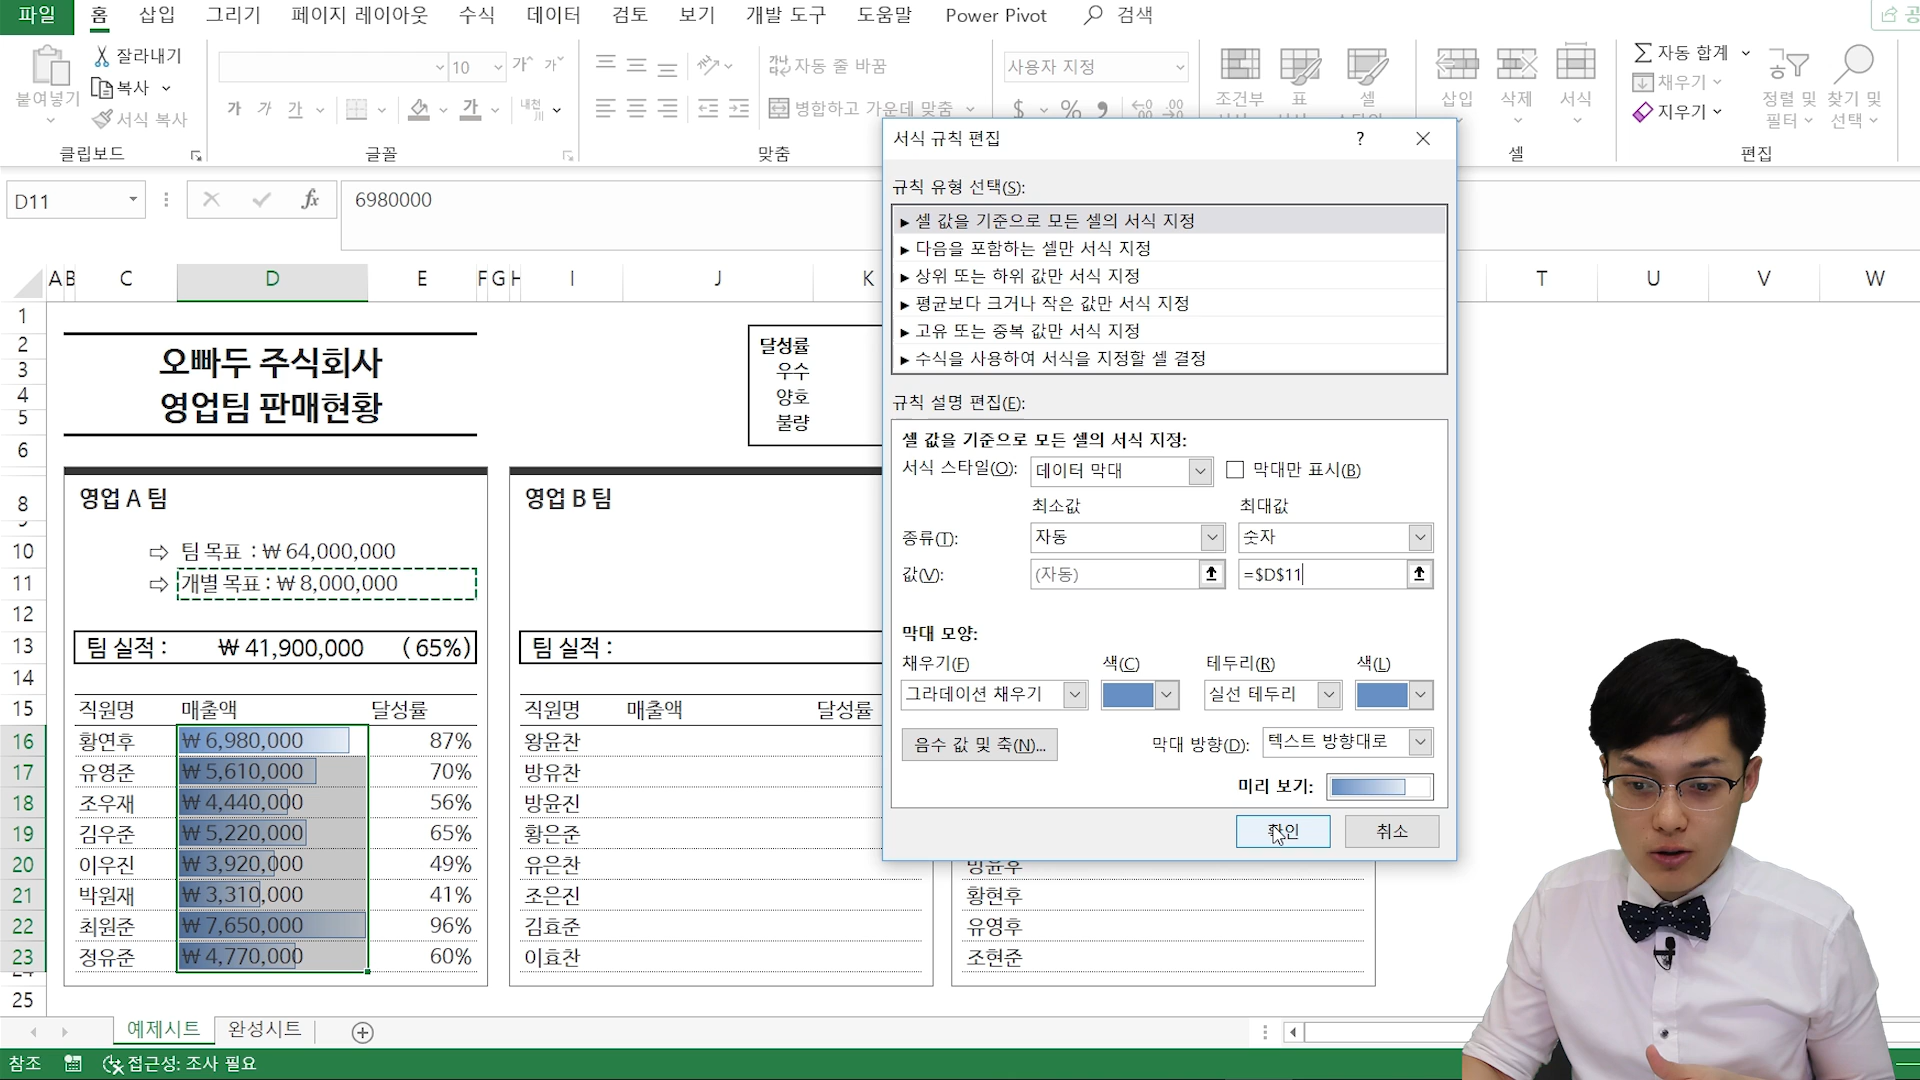 파일 홈 삽입 그리기 페이지 레이아웃 수식 데이터 검토 보기 개발 도구 도움말 Power Pivot 검색
붙여넣기
잘라내기
복사
서식 복사
클립보드
10
가 가 가
글꼴
자동 줄 바꿈
병합하고 가운데 맞춤
맞춤
사용자 지정
조건부 표 셀
삽입 삭제 서식
셀
자동 합계
채우기
지우기
정렬 및 필터
찾기 및 선택
편집
D11
fx
6980000
A B C D E F G H I J K T U V W
1
2
3
4
5
6
8
10
11
12
13
14
15
16
17
18
19
20
21
22
23
25
오빠두 주식회사
영업팀 판매현황
달성률
우수
양호
불량
영업 A 팀
⇨ 팀 목표 : ₩ 64,000,000
⇨ 개별 목표 : ₩ 8,000,000
팀 실적 : ₩ 41,900,000 ( 65%)
직원명 매출액 달성률
황연후 ₩ 6,980,000 87%
유영준 ₩ 5,610,000 70%
조우재 ₩ 4,440,000 56%
김우준 ₩ 5,220,000 65%
이우진 ₩ 3,920,000 49%
박원재 ₩ 3,310,000 41%
최원준 ₩ 7,650,000 96%
정유준 ₩ 4,770,000 60%
영업 B 팀
팀 실적 :
직원명 매출액 달성률
왕윤찬
방유찬
방윤진
황은준
유은찬
조은진
김효준
이효찬
황현후
유영후
조현준
서식 규칙 편집 ?
규칙 유형 선택(S):
► 셀 값을 기준으로 모든 셀의 서식 지정
► 다음을 포함하는 셀만 서식 지정
► 상위 또는 하위 값만 서식 지정
► 평균보다 크거나 작은 값만 서식 지정
► 고유 또는 중복 값만 서식 지정
► 수식을 사용하여 서식을 지정할 셀 결정
규칙 설명 편집(E):
셀 값을 기준으로 모든 셀의 서식 지정:
서식 스타일(O): 데이터 막대 막대만 표시(B)
최소값 최대값
종류(T): 자동 숫자
값(V): (자동) =$D$11
막대 모양:
채우기(F) 색(C) 테두리(R) 색(L)
그라데이션 채우기 실선 테두리
음수 값 및 축(N)... 막대 방향(D): 텍스트 방향대로
미리 보기:
확인 취소
예제시트 완성시트
참조 접근성: 조사 필요